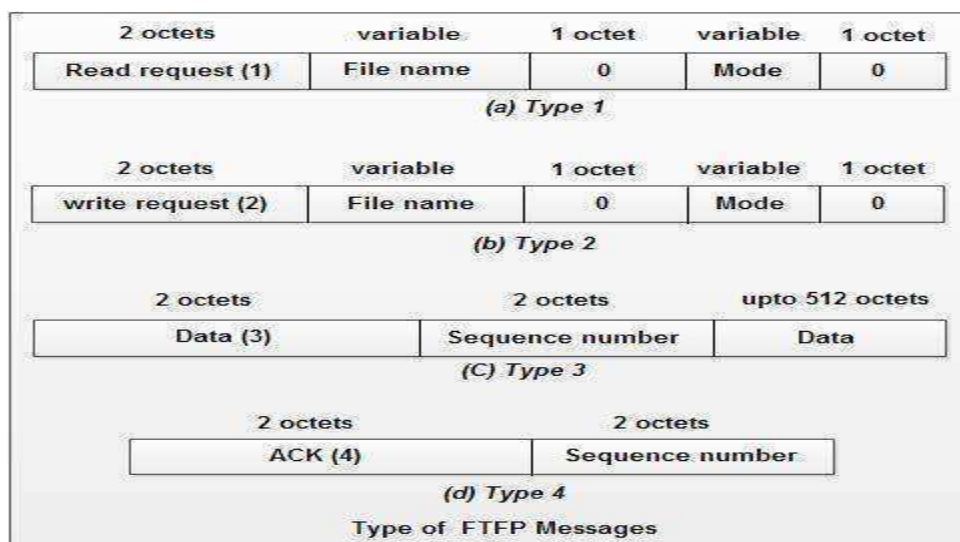 2 octets variable 1 octet variable 1 octet
Read request (1) File name 0 Mode 0
(a) Type 1
2 octets variable 1 octet variable 1 octet
write request (2) File name 0 Mode 0
(b) Type 2
2 octets 2 octets upto 512 octets
Data (3) Sequence number Data
(C) Type 3
2 octets 2 octets
ACK (4) Sequence number
(d) Type 4
Type of FTFP Messages